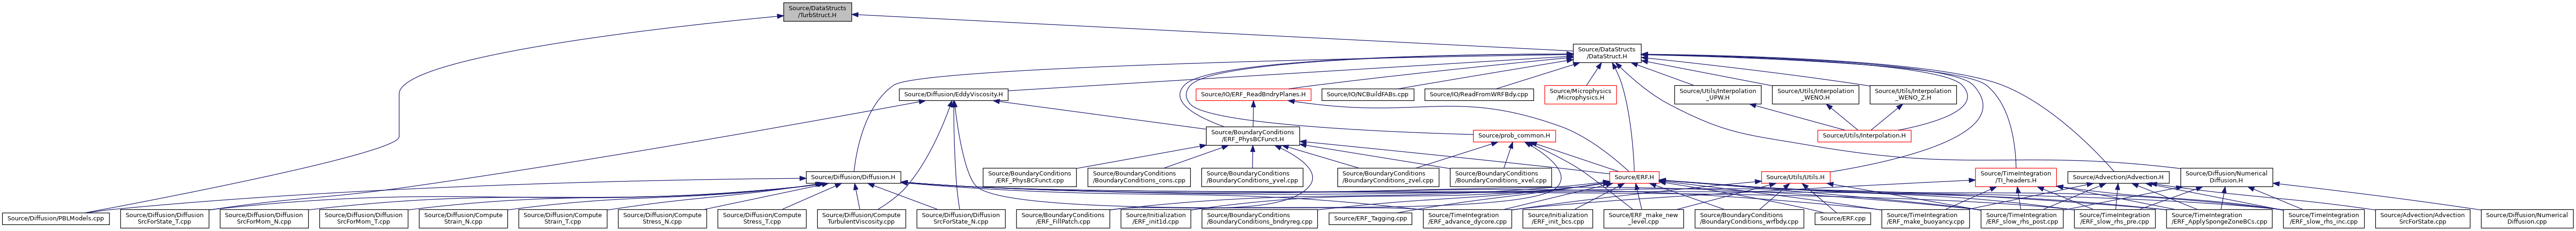 Source/DataStructs
/TurbStruct.H
Source/DataStructs
/DataStruct.H
Source/Diffusion/EddyViscosity.H
Source/IO/ERF_ReadBndryPlanes.H
Source/IO/NCBuildFABs.cpp
Source/IO/ReadFromWRFBdy.cpp
Source/Microphysics
/Microphysics.H
Source/Utils/Interpolation
_UPW.H
Source/Utils/Interpolation
_WENO.H
Source/Utils/Interpolation
_WENO_Z.H
Source/BoundaryConditions
/ERF_PhysBCFunct.H
Source/prob_common.H
Source/Utils/Interpolation.H
Source/Diffusion/Diffusion.H
Source/BoundaryConditions
/ERF_PhysBCFunct.cpp
Source/BoundaryConditions
/BoundaryConditions_cons.cpp
Source/BoundaryConditions
/BoundaryConditions_yvel.cpp
Source/BoundaryConditions
/BoundaryConditions_zvel.cpp
Source/BoundaryConditions
/BoundaryConditions_xvel.cpp
Source/ERF.H
Source/Utils/Utils.H
Source/TimeIntegration
/TI_headers.H
Source/Advection/Advection.H
Source/Diffusion/Numerical
Diffusion.H
Source/Diffusion/PBLModels.cpp
Source/Diffusion/Diffusion
SrcForState_T.cpp
Source/Diffusion/Diffusion
SrcForMom_N.cpp
Source/Diffusion/Diffusion
SrcForMom_T.cpp
Source/Diffusion/Compute
Strain_N.cpp
Source/Diffusion/Compute
Strain_T.cpp
Source/Diffusion/Compute
Stress_N.cpp
Source/Diffusion/Compute
Stress_T.cpp
Source/Diffusion/Compute
TurbulentViscosity.cpp
Source/Diffusion/Diffusion
SrcForState_N.cpp
Source/BoundaryConditions
/ERF_FillPatch.cpp
Source/Initialization
/ERF_init1d.cpp
Source/BoundaryConditions
/BoundaryConditions_bndryreg.cpp
Source/ERF_Tagging.cpp
Source/TimeIntegration
/ERF_advance_dycore.cpp
Source/Initialization
/ERF_init_bcs.cpp
Source/ERF_make_new
_level.cpp
Source/BoundaryConditions
/BoundaryConditions_wrfbdy.cpp
Source/ERF.cpp
Source/TimeIntegration
/ERF_make_buoyancy.cpp
Source/TimeIntegration
/ERF_slow_rhs_post.cpp
Source/TimeIntegration
/ERF_slow_rhs_pre.cpp
Source/TimeIntegration
/ERF_ApplySpongeZoneBCs.cpp
Source/TimeIntegration
/ERF_slow_rhs_inc.cpp
Source/Advection/Advection
SrcForState.cpp
Source/Diffusion/Numerical
Diffusion.cpp